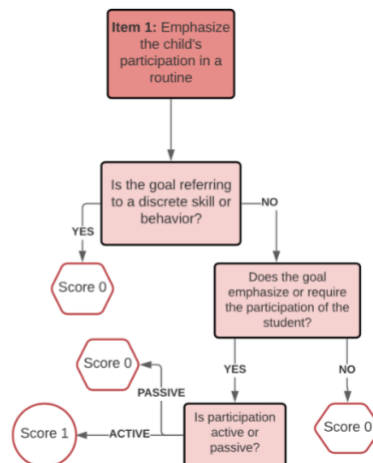 Item 1: Emphasize
the child's
participation in a
routine
Is the goal referring
to a discrete skill or
behavior?
YES
NO
Score 0
Does the goal
emphasize or require
the participation of the
student?
Score 0
YES
NO
PASSIVE
Is participation
active or
passive?
ACTIVE
Score 1
Score 0